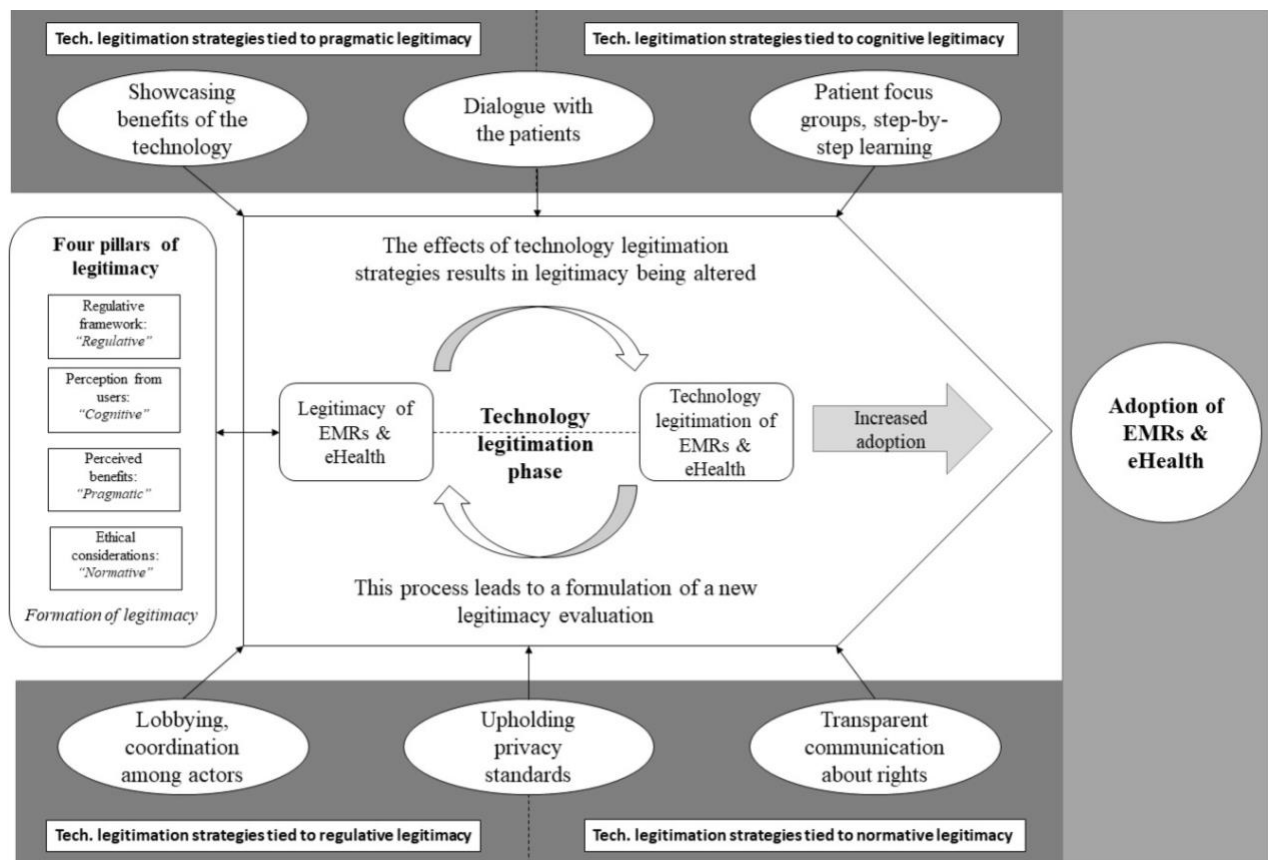 Tech. legitimation strategies tied to pragmatic legitimacy
Tech. legitimation strategies tied to cognitive legitimacy
Showcasing
benefits of the
technology
Dialogue with
the patients
Patient focus
groups, step-by-
step learning
Four pillars of
legitimacy
Regulative
framework:
“Regulative”
Perception from
users:
“Cognitive”
Perceived
benefits:
“Pragmatic”
Ethical
considerations:
“Normative”
Formation of legitimacy
The effects of technology legitimation
strategies results in legitimacy being altered
Legitimacy of
EMRs &
eHealth
Technology
legitimation
phase
Technology
legitimation of
EMRs &
eHealth
Increased
adoption
Adoption of
EMRs &
eHealth
This process leads to a formulation of a new
legitimacy evaluation
Lobbying,
coordination
among actors
Upholding
privacy
standards
Transparent
communication
about rights
Tech. legitimation strategies tied to regulative legitimacy
Tech. legitimation strategies tied to normative legitimacy